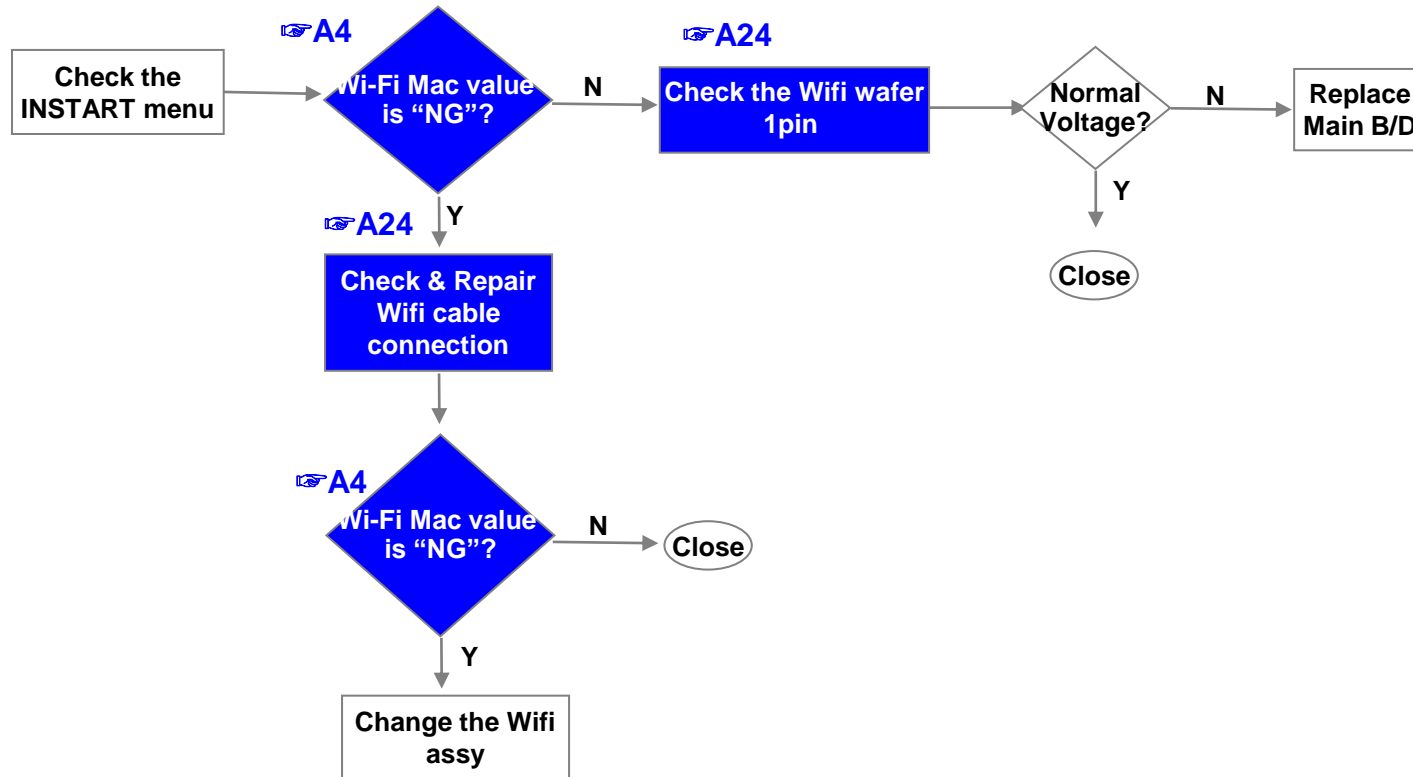 Check the
INSTART menu
☞A4
Wi-Fi Mac value
is “NG”?
N
☞A24
Check the Wifi wafer
1pin
Normal
Voltage?
N
Replace
Main B/D
Y
Close
Y
☞A24
Check & Repair
Wifi cable
connection
☞A4
Wi-Fi Mac value
is “NG”?
N
Close
Y
Change the Wifi
assy